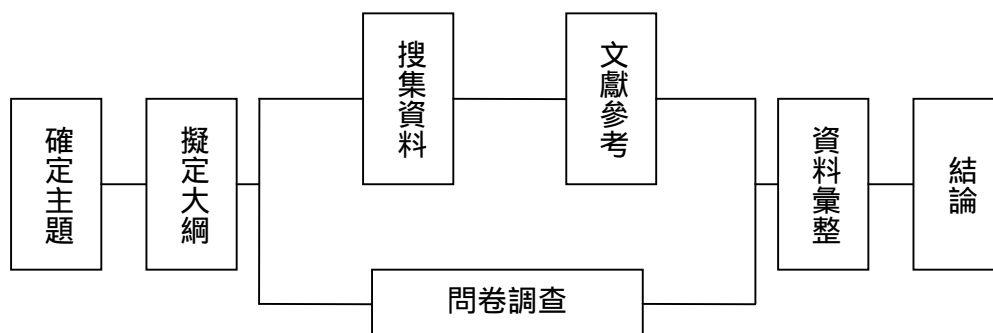 確定主題
擬定大綱
搜集資料
文獻參考
問卷調查
資料彙整
結論